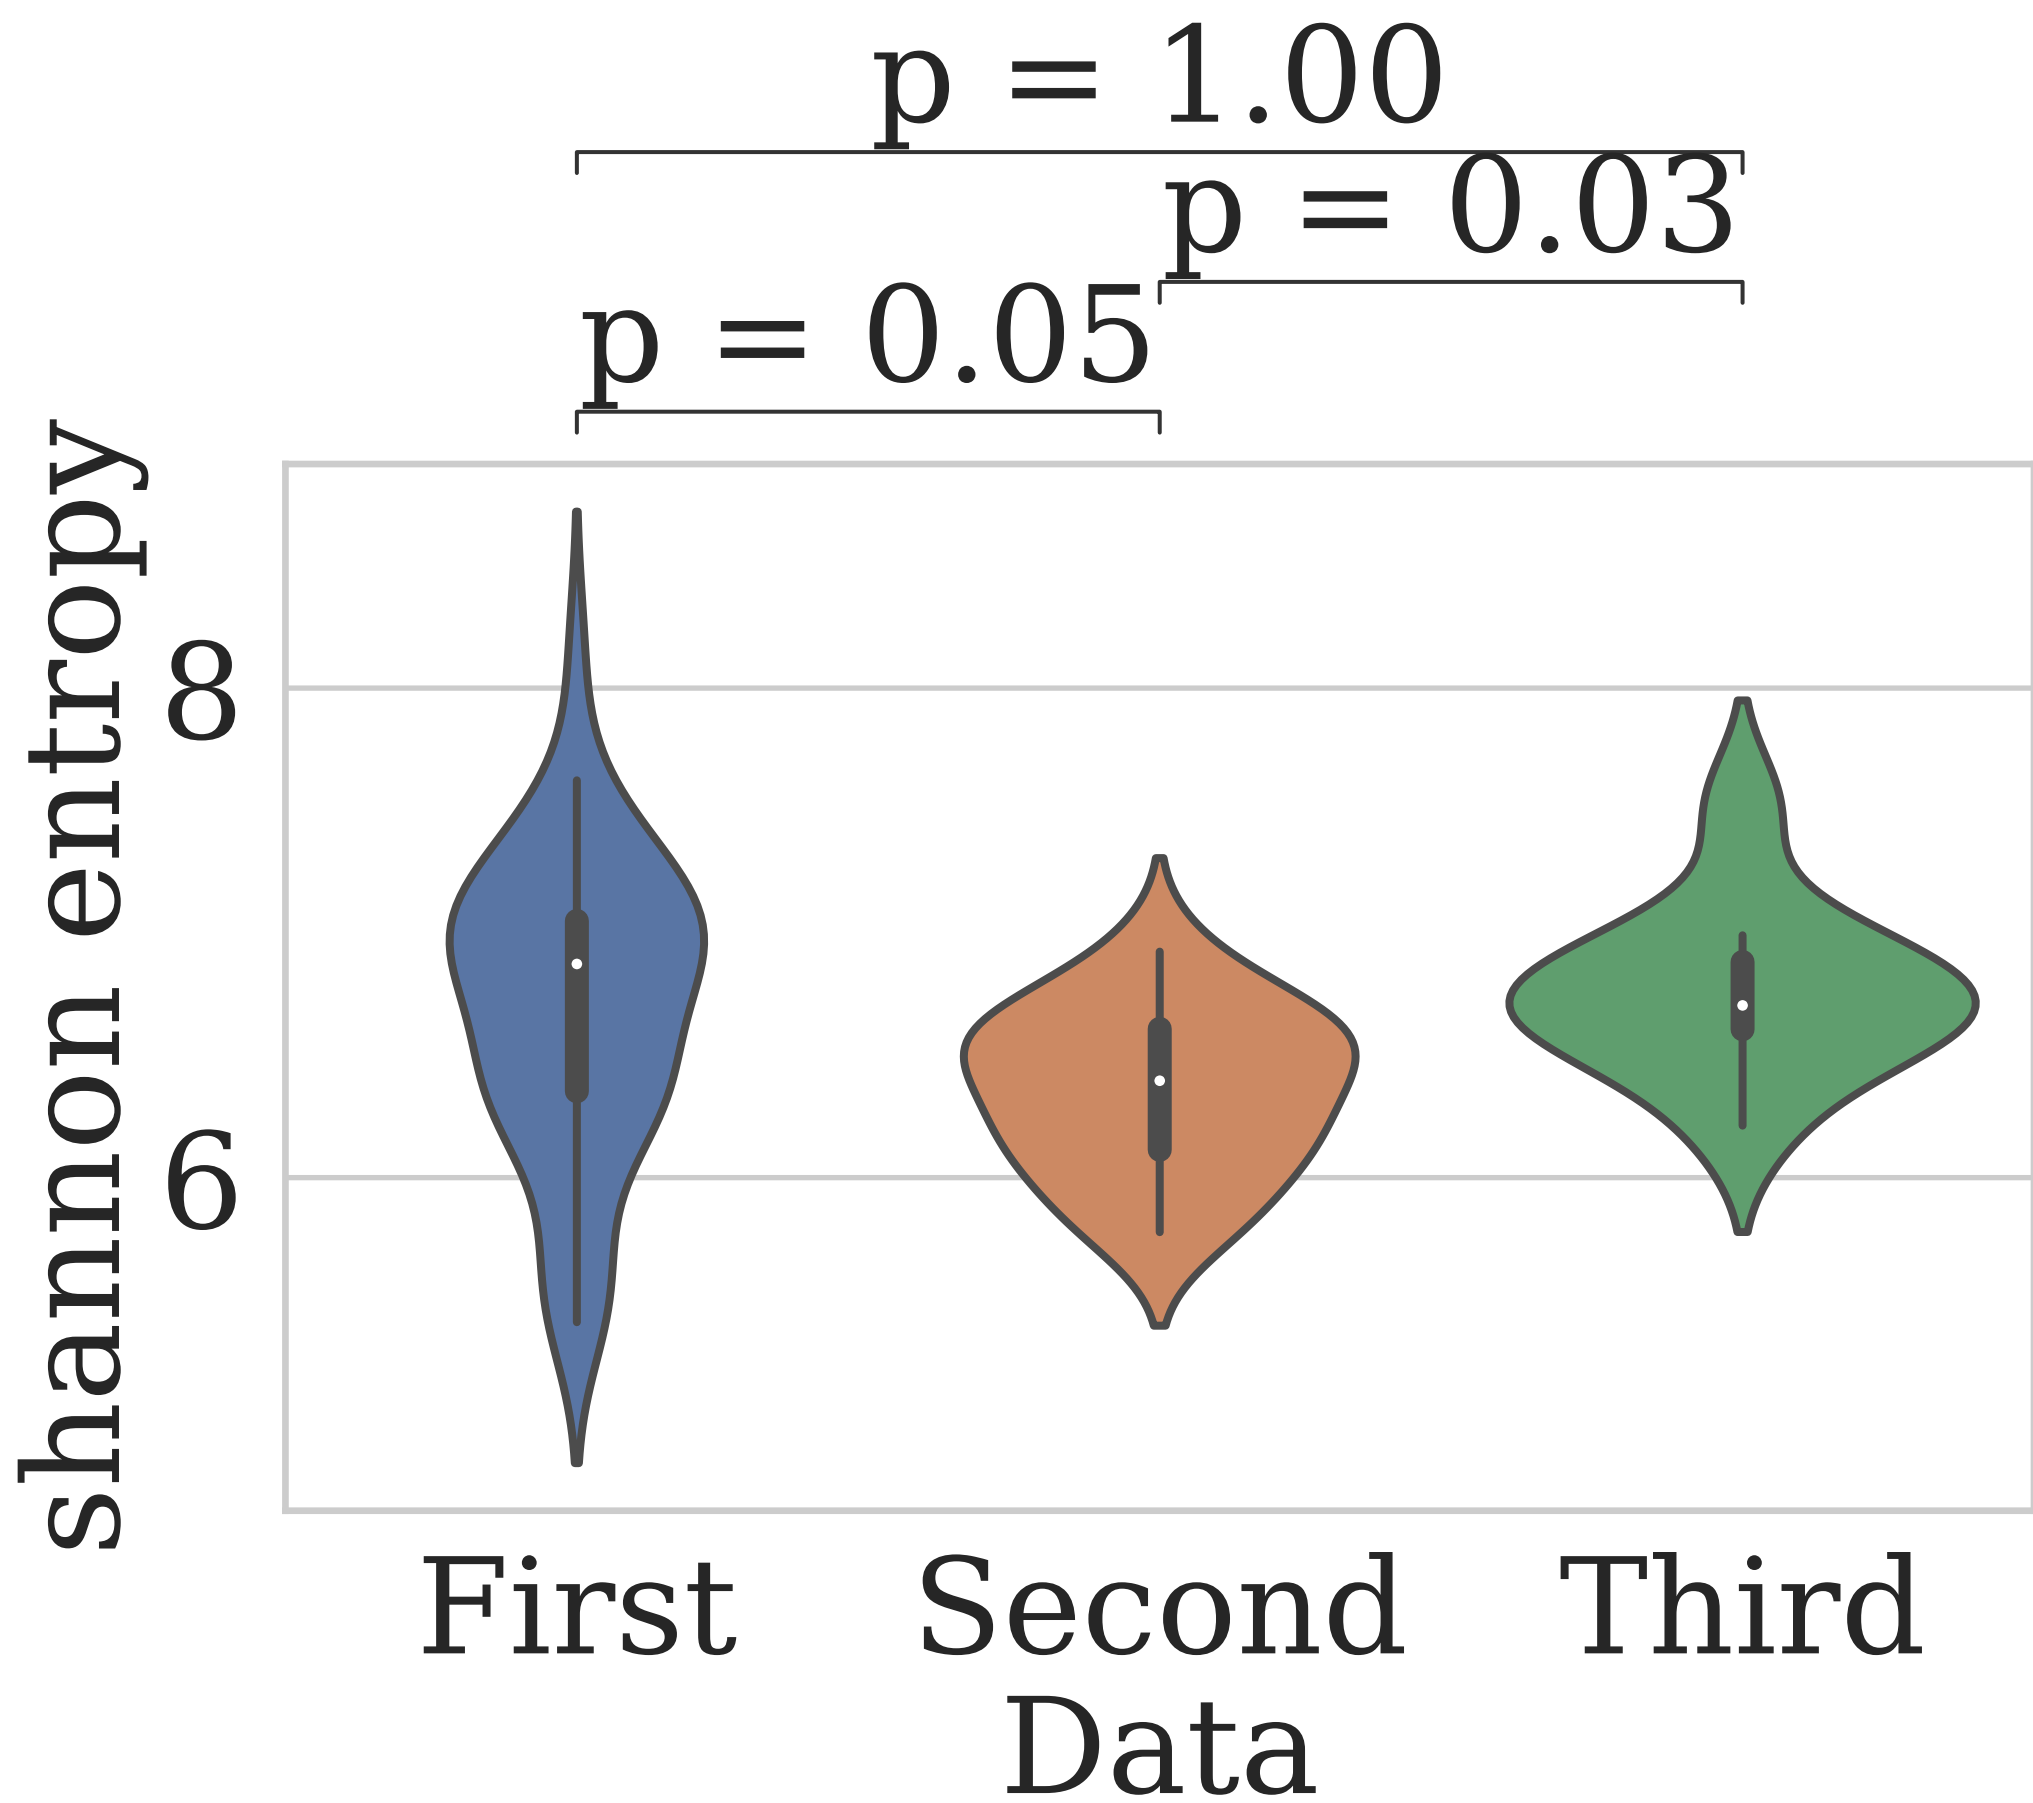 p = 1.00
p = 0.03
p = 0.05
shannon entropy
8
6
First Second Third
Data